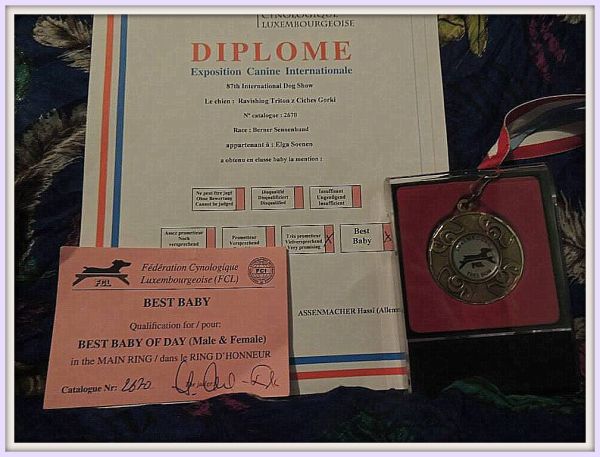 CYNOLOGIQUE
LUXEMBOURGEOISE
DIPLOME
Exposition Canine Internationale
87th International Dog Show
Le chien : Ravishing Triton z Ciches Gorki
N° catalogue : 2670
Race : Berner Sennenhund
appartenant à : Elga Soenen
a obtenu en classe baby la mention :
Ne peut être jugé
Ohne Bewertung
Cannot be judged
Disqualifié
Disqualifiziert
Disqualified
Insuffisant
Ungenügend
Insufficient
Assez prometteur
Noch
versprechend
Prometteur
Versprechend
Très prometteur
Vielversprechend
Very promising
X
Best
Baby
X
ASSENMACHER Hassi
FCL
Fédération Cynologique
Luxembourgeoise (FCL)
FCI
BEST BABY
Qualification for / pour:
BEST BABY OF DAY (Male & Female)
in the MAIN RING / dans le RING D'HONNEUR
Catalogue Nr: 2670